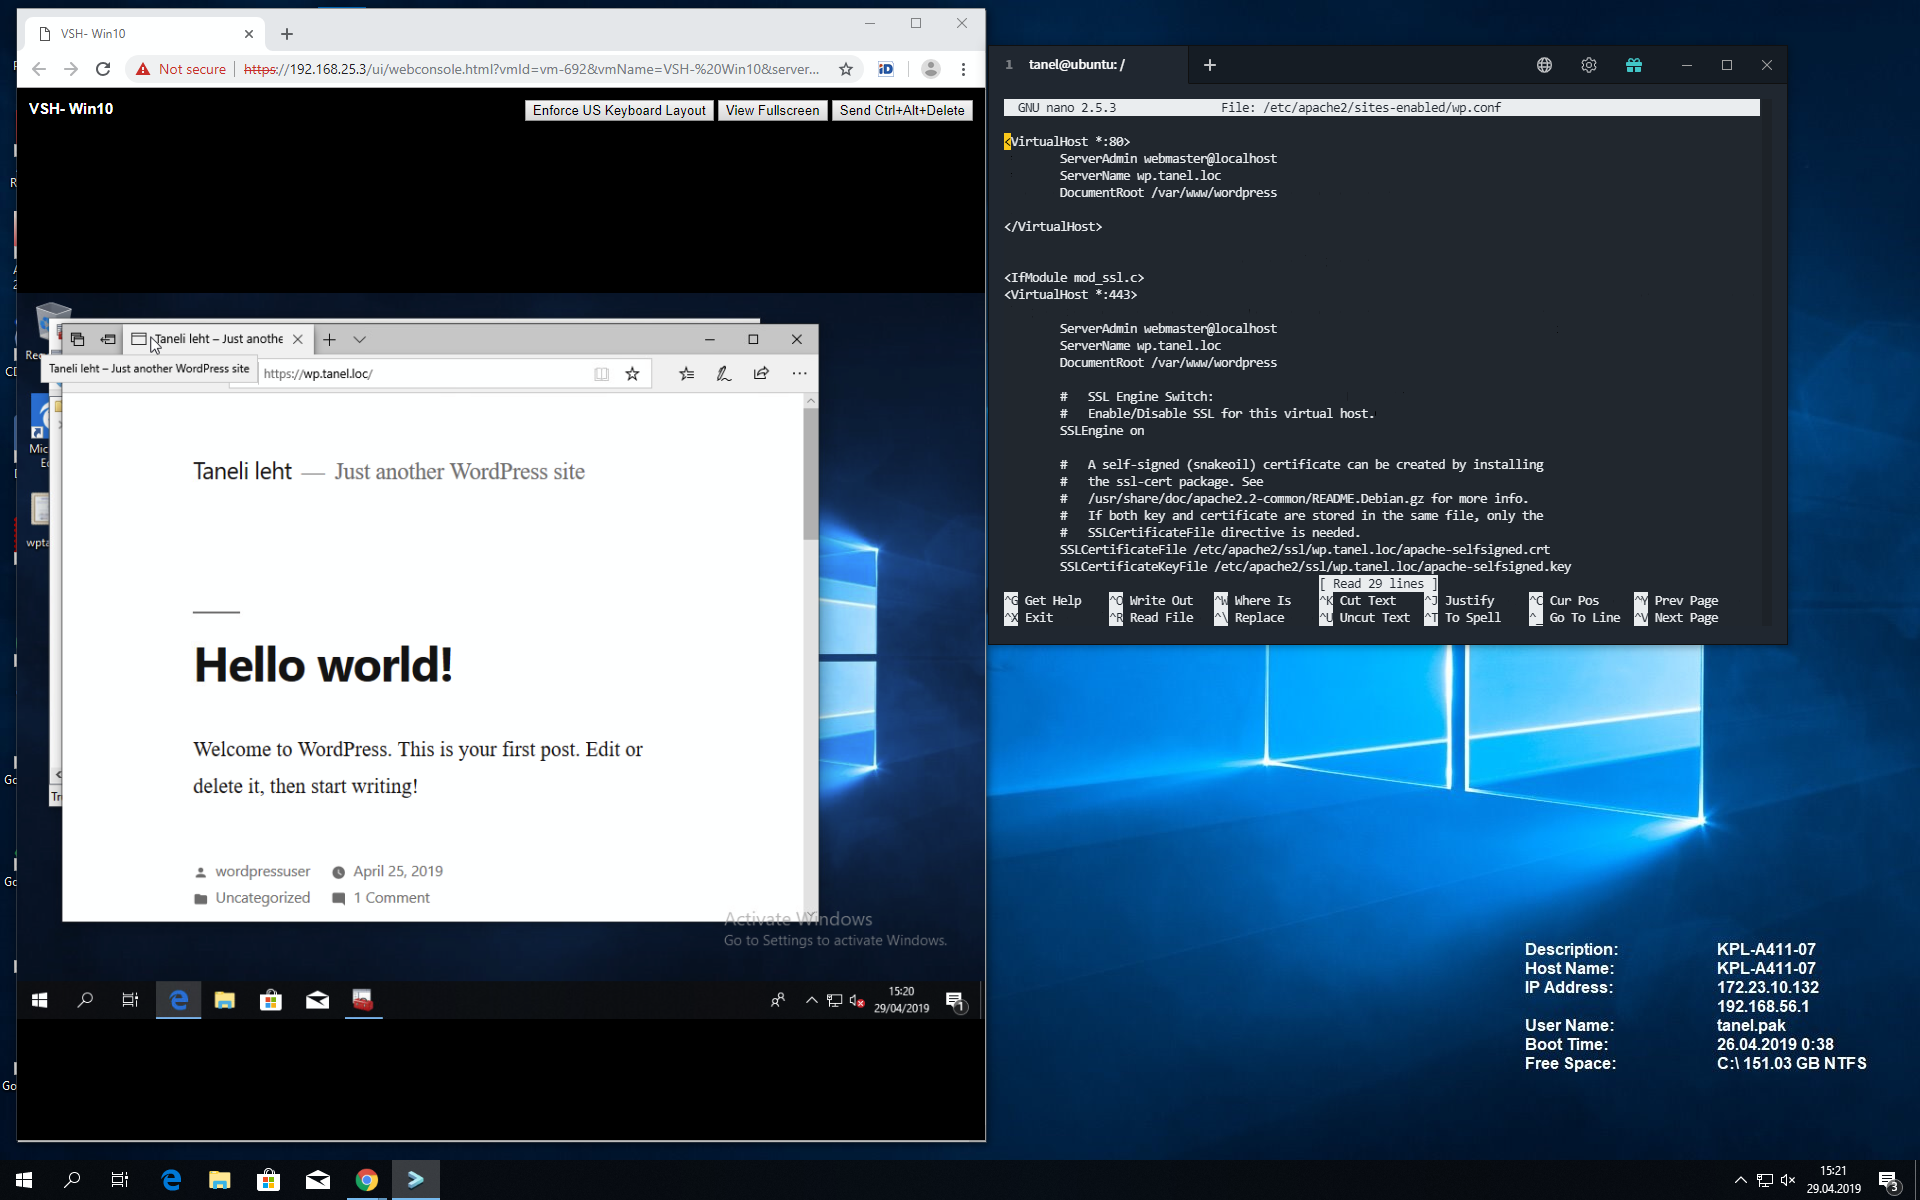 VSH- Win10
Not secure https://192.168.25.3/ui/webconsole.html?vmId=vm-692&vmName=VSH-%20Win10&server...
VSH- Win10
Enforce US Keyboard Layout View Fullscreen Send Ctrl+Alt+Delete
Taneli leht – Just anothe
Taneli leht – Just another WordPress site
https://wp.tanel.loc/
Taneli leht — Just another WordPress site
Hello world!
Welcome to WordPress. This is your first post. Edit or
delete it, then start writing!
wordpressuser April 25, 2019
Uncategorized 1 Comment
Activate Windows
Go to Settings to activate Windows.
15:20
29/04/2019
1
1 tanel@ubuntu: /
GNU nano 2.5.3 File: /etc/apache2/sites-enabled/wp.conf
<VirtualHost *:80>
ServerAdmin webmaster@localhost
ServerName wp.tanel.loc
DocumentRoot /var/www/wordpress
</VirtualHost>
<IfModule mod_ssl.c>
<VirtualHost *:443>
ServerAdmin webmaster@localhost
ServerName wp.tanel.loc
DocumentRoot /var/www/wordpress
# SSL Engine Switch:
# Enable/Disable SSL for this virtual host.
SSLEngine on
# A self-signed (snakeoil) certificate can be created by installing
# the ssl-cert package. See
# /usr/share/doc/apache2.2-common/README.Debian.gz for more info.
# If both key and certificate are stored in the same file, only the
# SSLCertificateFile directive is needed.
SSLCertificateFile /etc/apache2/ssl/wp.tanel.loc/apache-selfsigned.crt
SSLCertificateKeyFile /etc/apache2/ssl/wp.tanel.loc/apache-selfsigned.key
[ Read 29 lines ]
^G Get Help ^O Write Out ^W Where Is ^K Cut Text ^J Justify ^C Cur Pos ^Y Prev Page
^X Exit ^R Read File ^\ Replace ^U Uncut Text ^T To Spell ^_ Go To Line ^V Next Page
Description: KPL-A411-07
Host Name: KPL-A411-07
IP Address: 172.23.10.132
192.168.56.1
User Name: tanel.pak
Boot Time: 26.04.2019 0:38
Free Space: C:\ 151.03 GB NTFS
15:21
29.04.2019
3